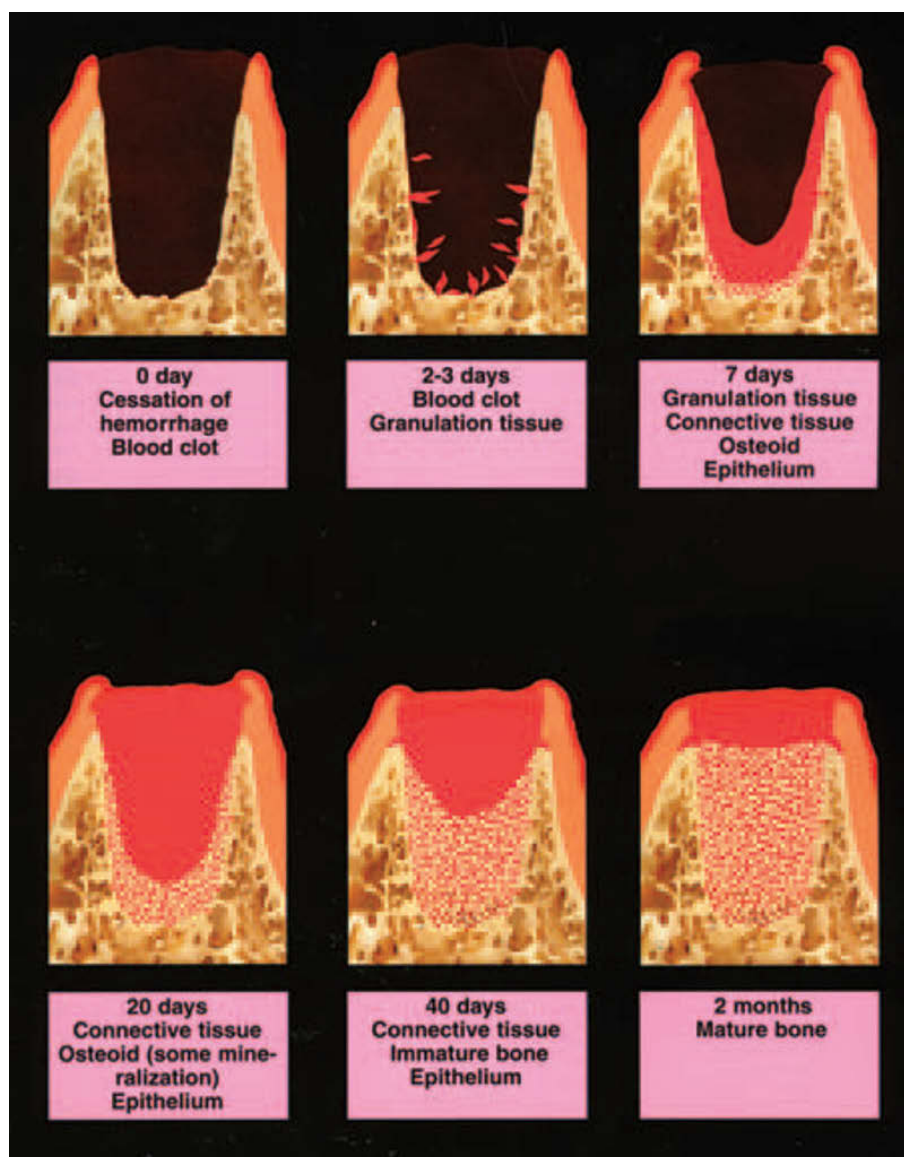 0 day
Cessation of
hemorrhage
Blood clot
2-3 days
Blood clot
Granulation tissue
7 days
Granulation tissue
Connective tissue
Osteoid
Epithelium
20 days
Connective tissue
Osteoid (some mine-
ralization)
Epithelium
40 days
Connective tissue
Immature bone
Epithelium
2 months
Mature bone